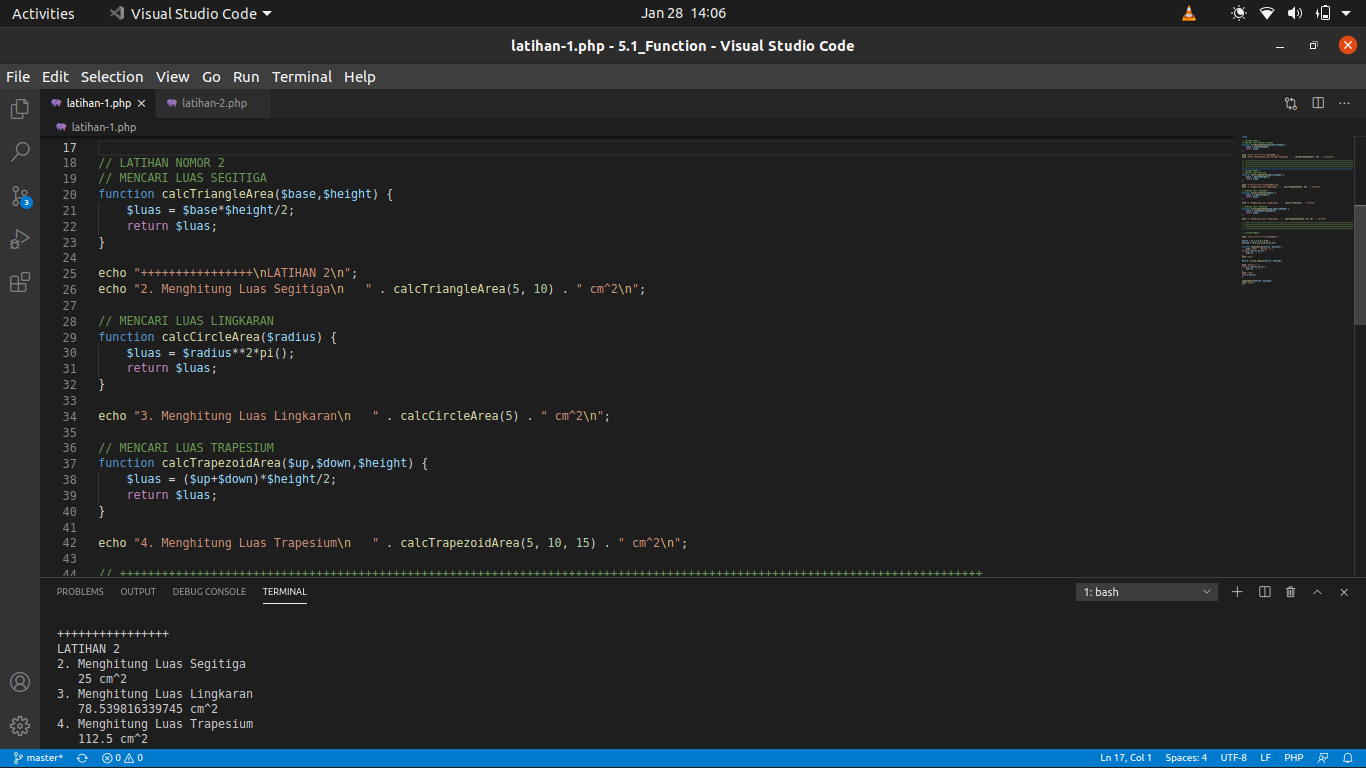 Activities Visual Studio Code Jan 28 14:06
latihan-1.php - 5.1_Function - Visual Studio Code
File Edit Selection View Go Run Terminal Help
latihan-1.php latihan-2.php
latihan-1.php
3
17
18 // LATIHAN NOMOR 2
19 // MENCARI LUAS SEGITIGA
20 function calcTriangleArea($base,$height) {
21 $luas = $base*$height/2;
22 return $luas;
23 }
24
25 echo "++++++++++++++++\nLATIHAN 2\n";
26 echo "2. Menghitung Luas Segitiga\n   " . calcTriangleArea(5, 10) . " cm^2\n";
27
28 // MENCARI LUAS LINGKARAN
29 function calcCircleArea($radius) {
30 $luas = $radius**2*pi();
31 return $luas;
32 }
33
34 echo "3. Menghitung Luas Lingkaran\n   " . calcCircleArea(5) . " cm^2\n";
35
36 // MENCARI LUAS TRAPESIUM
37 function calcTrapezoidArea($up,$down,$height) {
38 $luas = ($up+$down)*$height/2;
39 return $luas;
40 }
41
42 echo "4. Menghitung Luas Trapesium\n   " . calcTrapezoidArea(5, 10, 15) . " cm^2\n";
43
44 // +++++++++++++++++++++++++++++++++++++++++++++++++++++++++++++++++++++++++++++++++++++++++++++++++++++++++++++++++++++++++++
PROBLEMS OUTPUT DEBUG CONSOLE TERMINAL 1: bash
++++++++++++++++
LATIHAN 2
2. Menghitung Luas Segitiga
25 cm^2
3. Menghitung Luas Lingkaran
78.539816339745 cm^2
4. Menghitung Luas Trapesium
112.5 cm^2
master* 0 0 Ln 17, Col 1 Spaces: 4 UTF-8 LF PHP